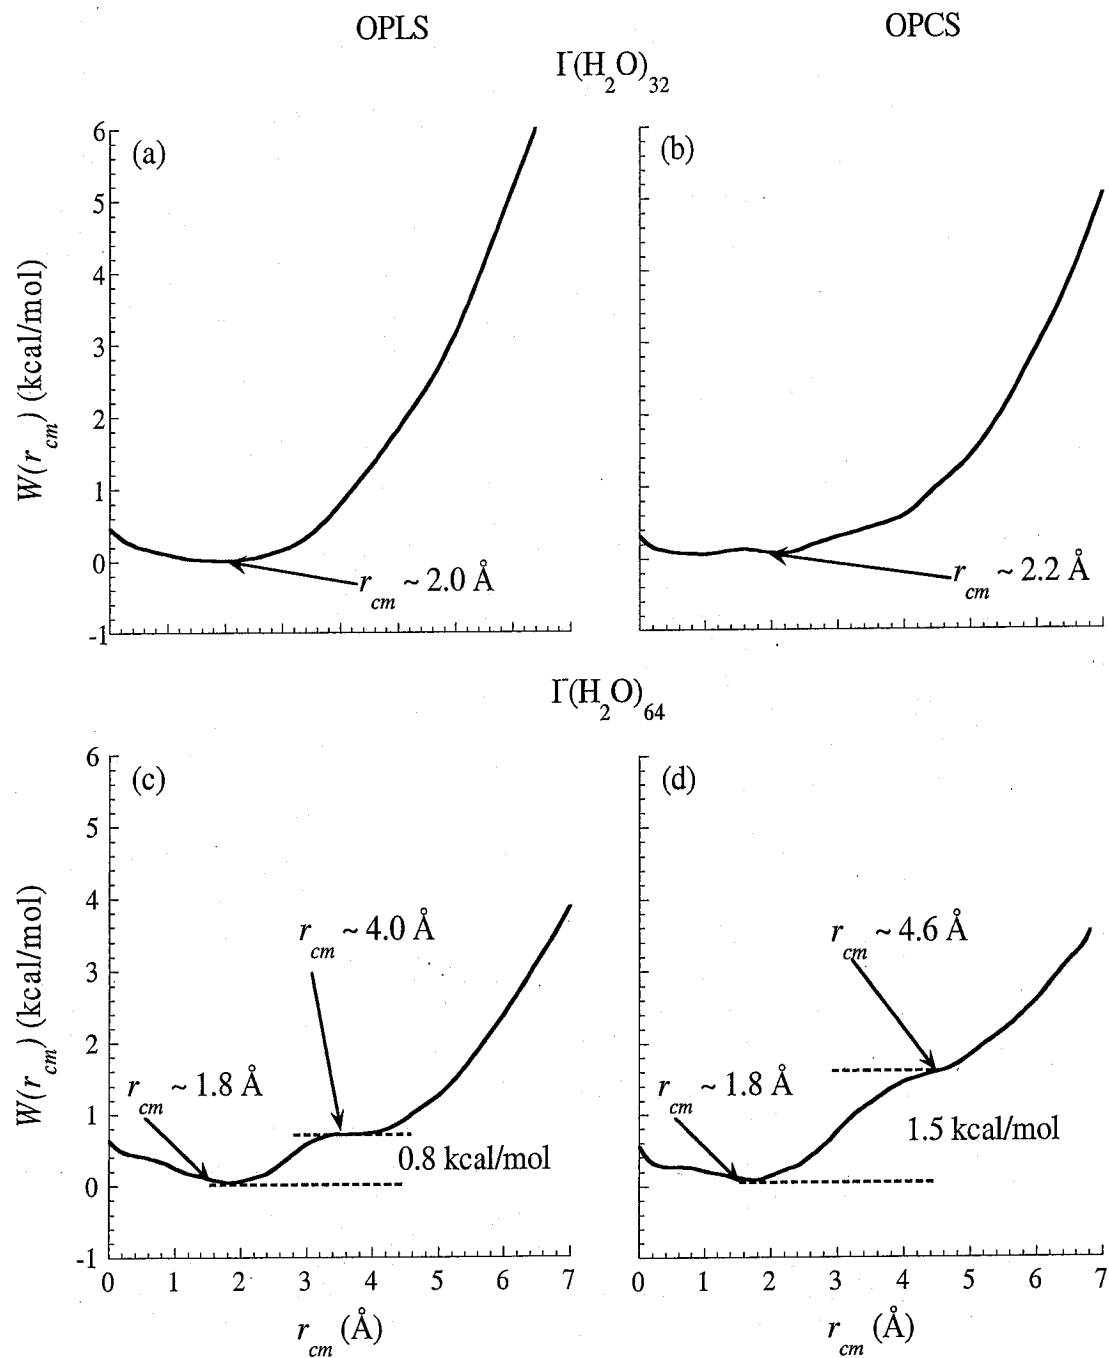 OPLS OPCS
I⁻(H₂O)₃₂
(a) (b)
6
5
4
3
2
1
0
-1
W(r_cm) (kcal/mol)
r_cm ~ 2.0 Å
r_cm ~ 2.2 Å
I⁻(H₂O)₆₄
(c) (d)
6
5
4
3
2
1
0
-1
W(r_cm) (kcal/mol)
r_cm ~ 4.0 Å
r_cm ~ 1.8 Å
0.8 kcal/mol
r_cm ~ 4.6 Å
r_cm ~ 1.8 Å
1.5 kcal/mol
0 1 2 3 4 5 6 7
0 1 2 3 4 5 6 7
r_cm (Å) r_cm (Å)